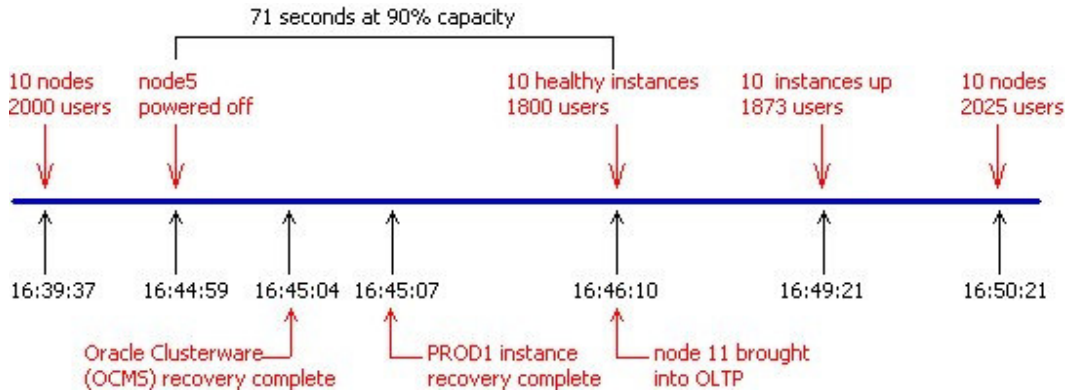 71 seconds at 90% capacity
10 nodes
2000 users
node5
powered off
10 healthy instances
1800 users
10 instances up
1873 users
10 nodes
2025 users
16:39:37
16:44:59
16:45:04
16:45:07
16:46:10
16:49:21
16:50:21
Oracle Clusterware
(OCMS) recovery complete
PROD1 instance
recovery complete
node 11 brought
into OLTP